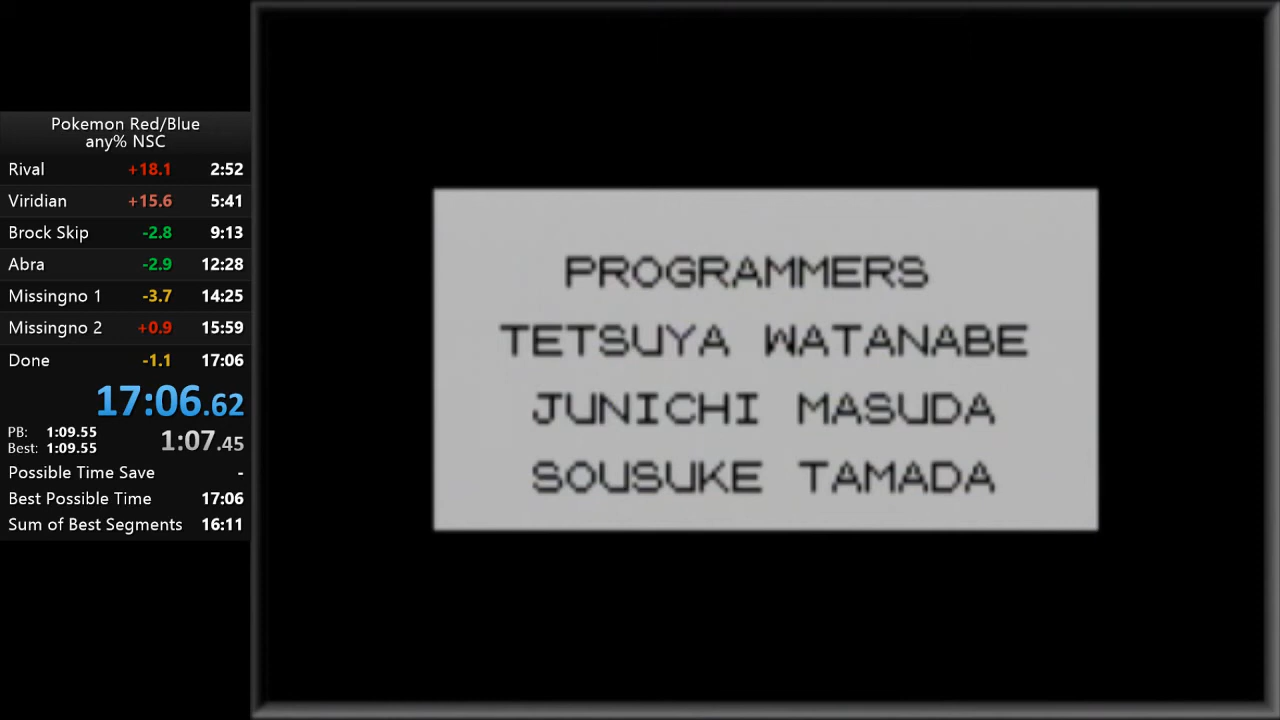 Pokemon Red/Blue
any% NSC
Rival +18.1 2:52
Viridian +15.6 5:41
Brock Skip -2.8 9:13
Abra -2.9 12:28
Missingno 1 -3.7 14:25
Missingno 2 +0.9 15:59
Done -1.1 17:06
17:06.62
PB: 1:09.55
Best: 1:09.55
1:07.45
Possible Time Save -
Best Possible Time 17:06
Sum of Best Segments 16:11
PROGRAMMERS
TETSUYA WATANABE
JUNICHI MASUDA
SOUSUKE TAMADA